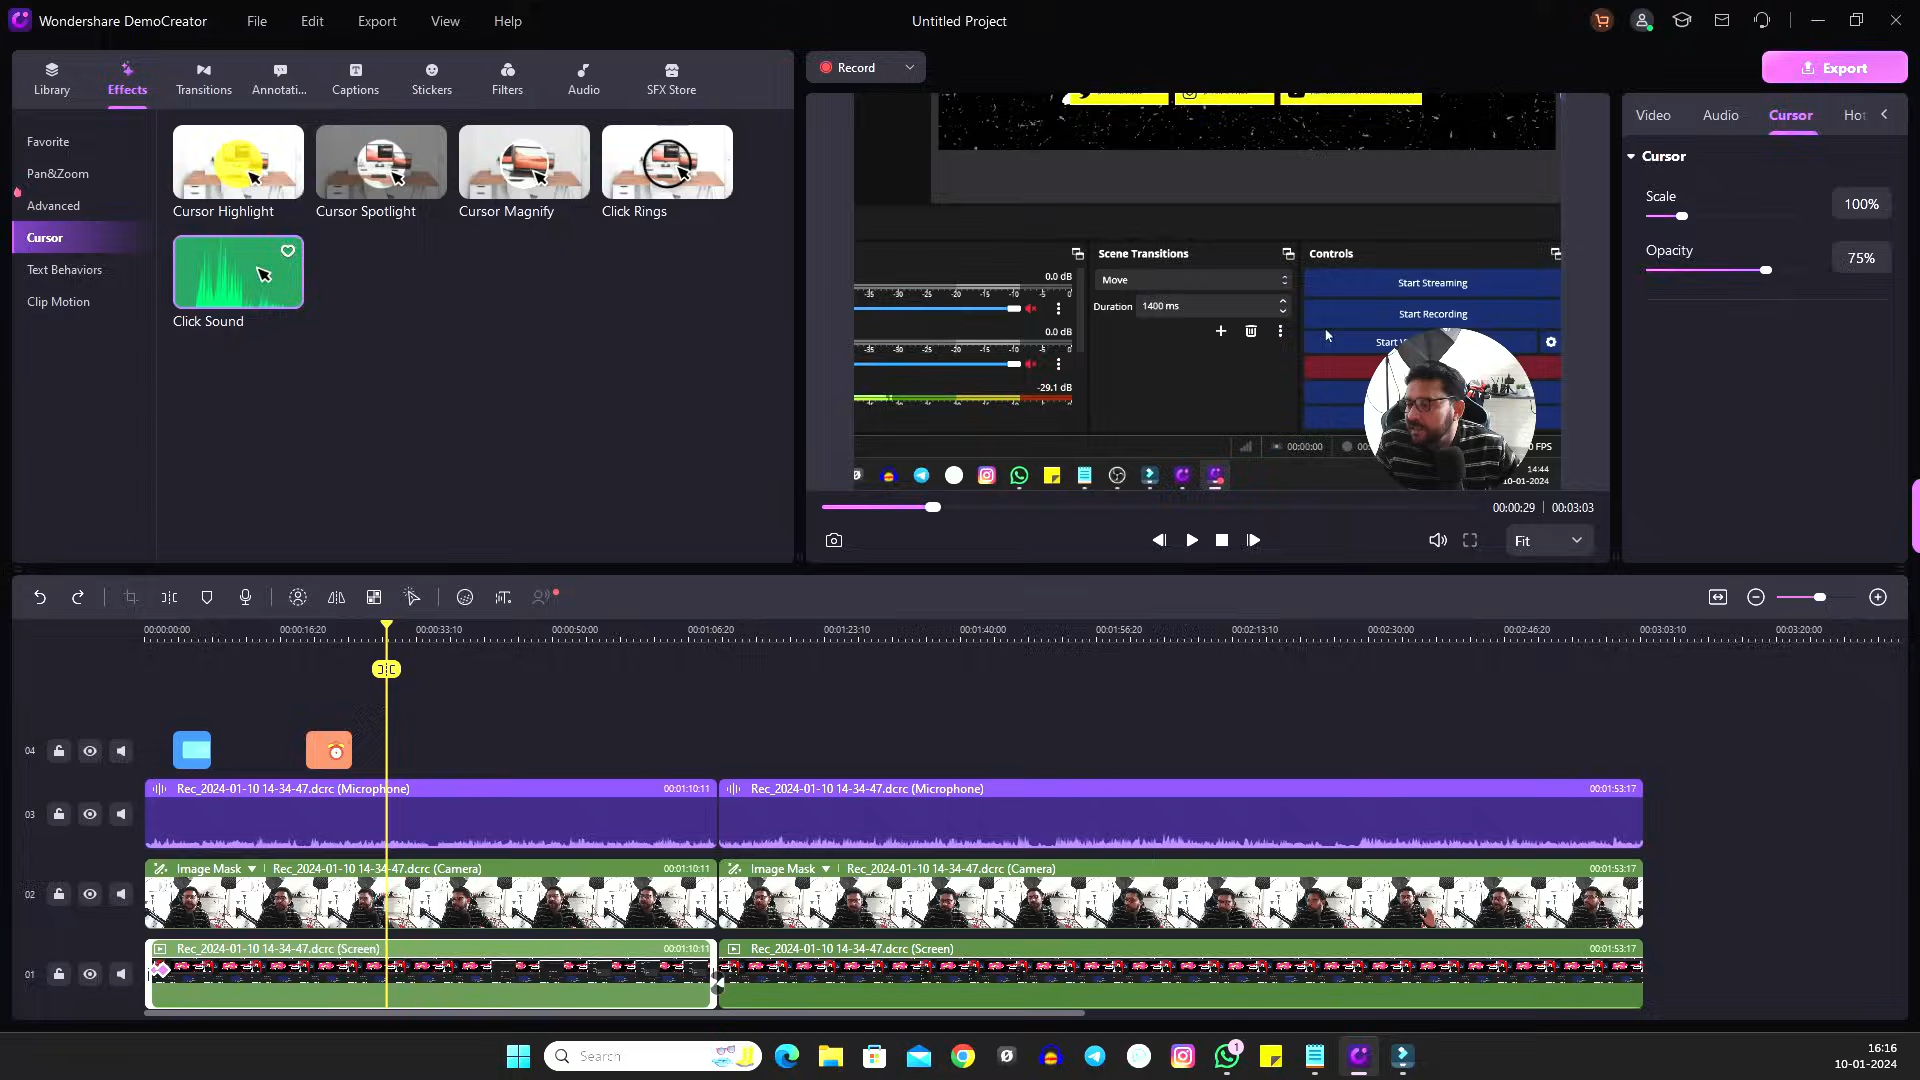 Wondershare DemoCreator File Edit Export View Help Untitled Project
Library Effects Transitions Annotati... Captions Stickers Filters Audio SFX Store
Record
Export
Favorite
Pan&Zoom
Advanced
Cursor
Text Behaviors
Clip Motion
Cursor Highlight Cursor Spotlight Cursor Magnify Click Rings
Click Sound
Scene Transitions
Move
Duration 1400 ms
Controls
Start Streaming
Start Recording
Start V
0.0 dB
-35 -30 -25 -20 -15 -10 -5 0
0.0 dB
-35 -30 -25 -20 -15 -10 -5 0
-29.1 dB
00:00:00 00: 0 FPS
14:44
10-01-2024
00:00:29 | 00:03:03
Fit
Video Audio Cursor Hot
Cursor
Scale
100%
Opacity
75%
00:00:00:00 00:00:16:20 00:00:33:10 00:00:50:00 00:01:06:20 00:01:23:10 00:01:40:00 00:01:56:20 00:02:13:10 00:02:30:00 00:02:46:20 00:03:03:10 00:03:20:00
04
03 Rec_2024-01-10 14-34-47.dcrc (Microphone) 00:01:10:11 Rec_2024-01-10 14-34-47.dcrc (Microphone) 00:01:53:17
02 Image Mask Rec_2024-01-10 14-34-47.dcrc (Camera) 00:01:10:11 Image Mask Rec_2024-01-10 14-34-47.dcrc (Camera) 00:01:53:17
01 Rec_2024-01-10 14-34-47.dcrc (Screen) 00:01:10:11 Rec_2024-01-10 14-34-47.dcrc (Screen) 00:01:53:17
Search
1
16:16
10-01-2024